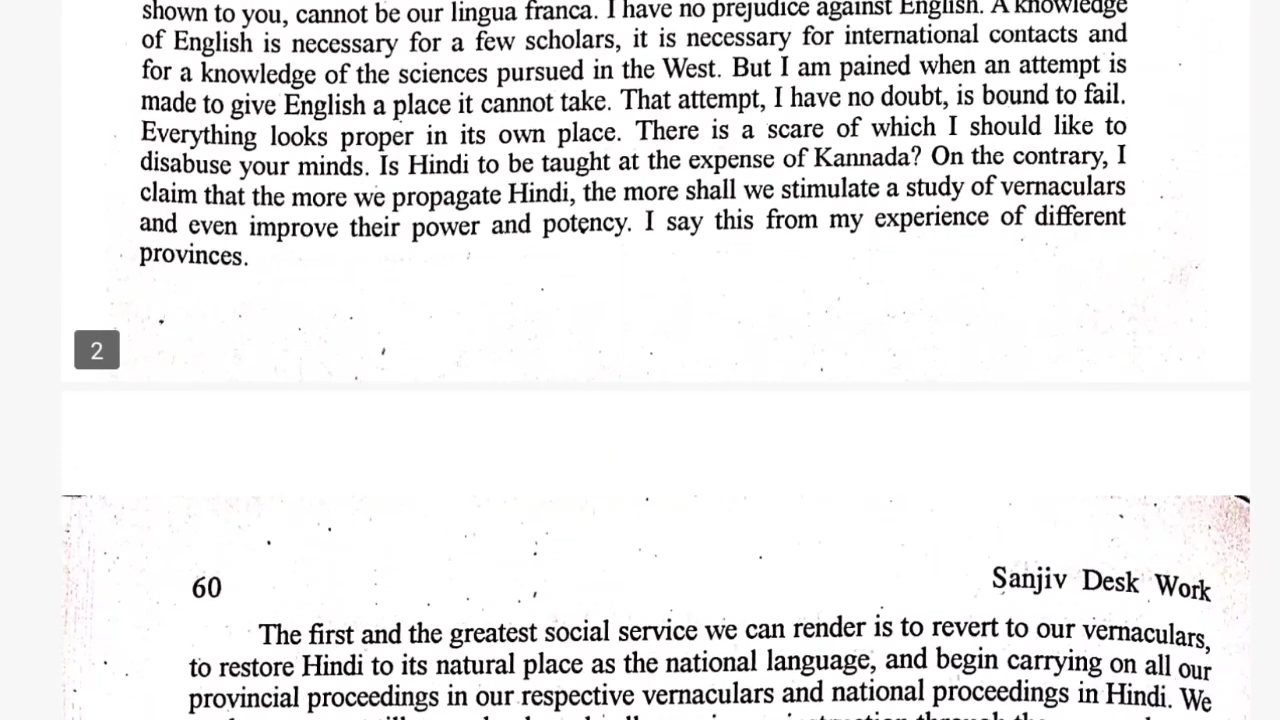 shown to you, cannot be our lingua franca. I have no prejudice against English. A knowledge
of English is necessary for a few scholars, it is necessary for international contacts and
for a knowledge of the sciences pursued in the West. But I am pained when an attempt is
made to give English a place it cannot take. That attempt, I have no doubt, is bound to fail.
Everything looks proper in its own place. There is a scare of which I should like to
disabuse your minds. Is Hindi to be taught at the expense of Kannada? On the contrary, I
claim that the more we propagate Hindi, the more shall we stimulate a study of vernaculars
and even improve their power and potency. I say this from my experience of different
provinces.
2
60
Sanjiv Desk Work
The first and the greatest social service we can render is to revert to our vernaculars,
to restore Hindi to its natural place as the national language, and begin carrying on all our
provincial proceedings in our respective vernaculars and national proceedings in Hindi. We